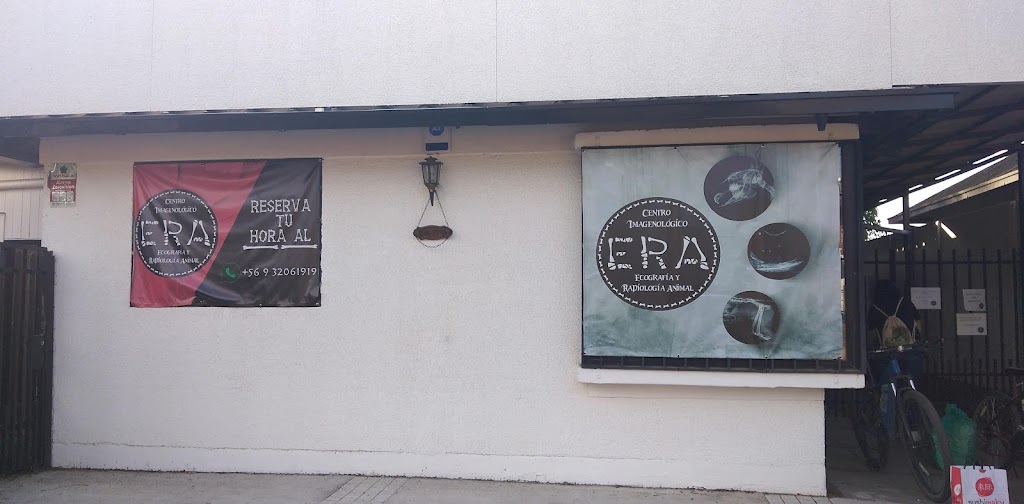 CENTRO
IMAGENOLÓGICO
ERA
ECOGRAFÍA Y
RADIOLOGÍA ANIMAL
RESERVA
TU
HORA AL
+56 9 32061919
CENTRO
IMAGENOLÓGICO
ERA
ECOGRAFÍA Y
RADIOLOGÍA ANIMAL